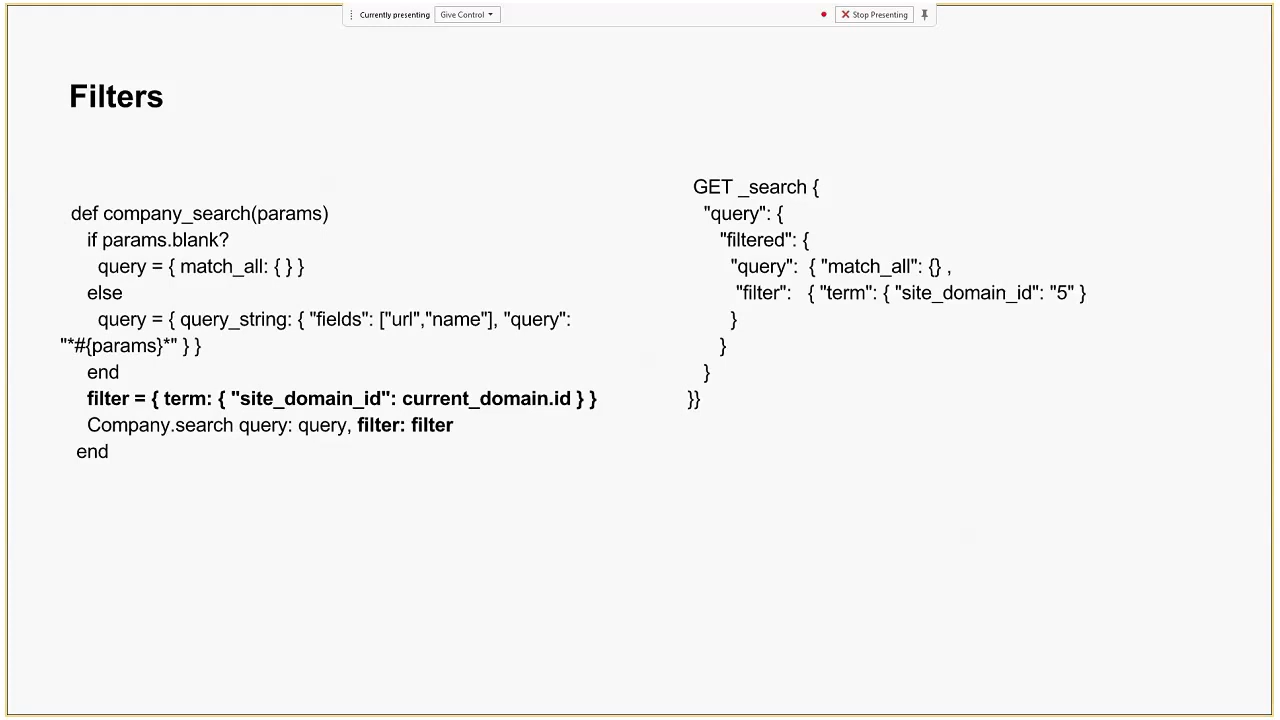 Currently presenting
Give Control
Stop Presenting
Filters
def company_search(params)
if params.blank?
query = { match_all: { } }
else
query = { query_string: { "fields": ["url","name"], "query":
"*#{params}*" } }
end
filter = { term: { "site_domain_id": current_domain.id } }
Company.search query: query, filter: filter
end
GET _search {
"query": {
"filtered": {
"query": { "match_all": {} ,
"filter": { "term": { "site_domain_id": "5" }
}
}
}
}}